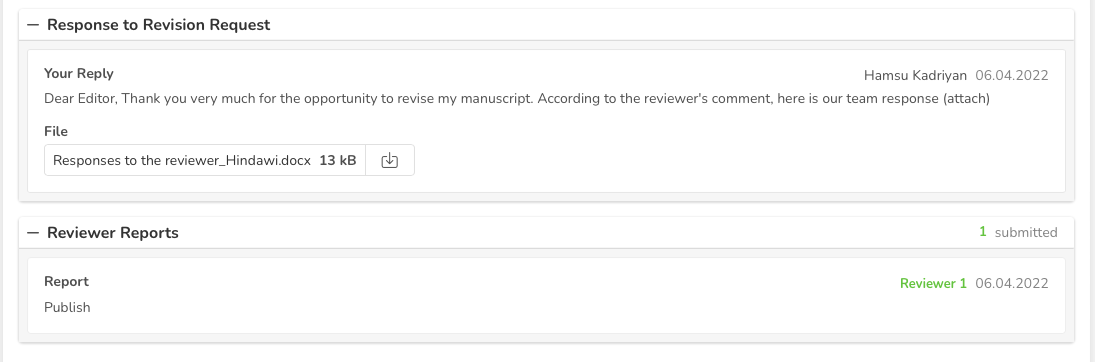 Response to Revision Request
Your Reply
Hamsu Kadriyan 06.04.2022
Dear Editor, Thank you very much for the opportunity to revise my manuscript. According to the reviewer's comment, here is our team response (attach)
File
Responses to the reviewer_Hindawi.docx 13 kB
Reviewer Reports
1 submitted
Report
Reviewer 1 06.04.2022
Publish